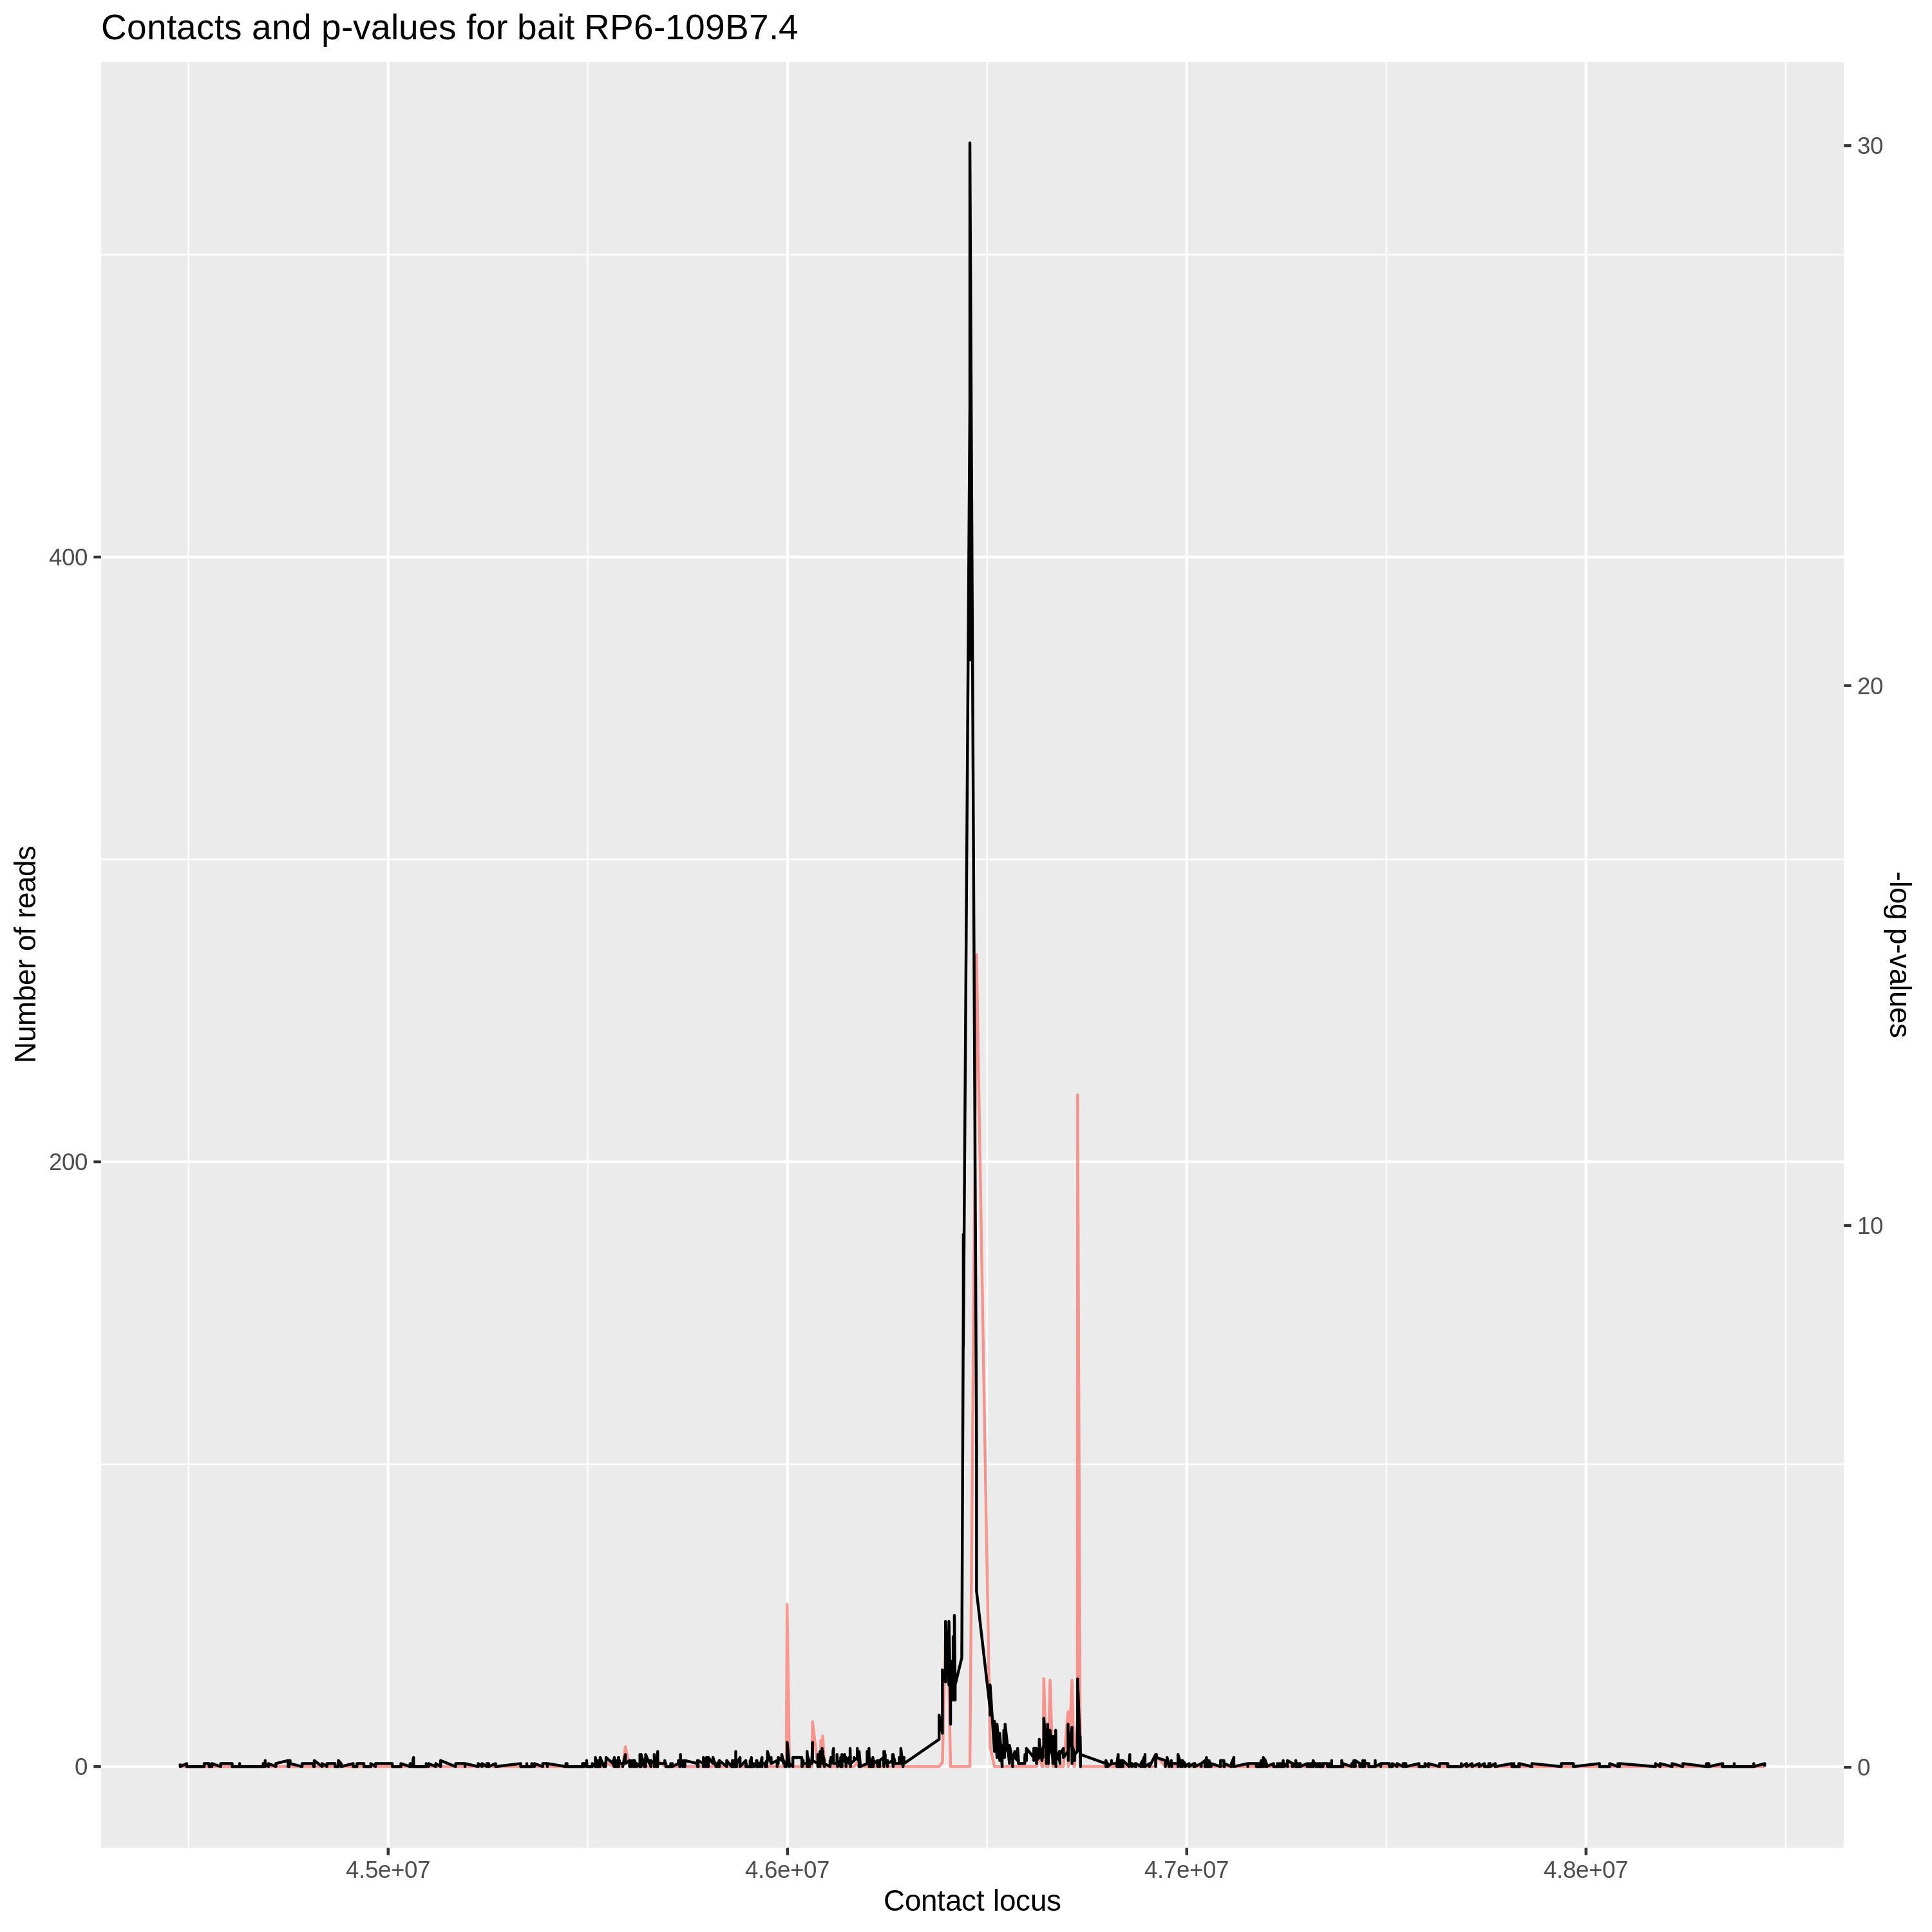 Contacts and p-values for bait RP6-109B7.4
30
400
20
Number of reads
-log p-values
200
10
0
0
4.5e+07
4.6e+07
4.7e+07
4.8e+07
Contact locus